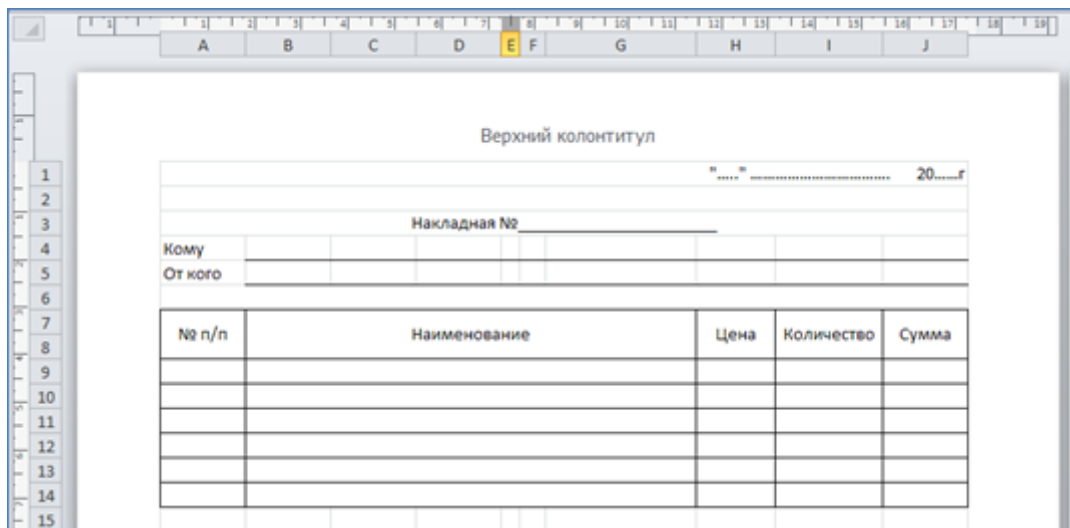 A B C D E F G H I J
Верхний колонтитул
1 "....." ................................... 20......г
2
3 Накладная №
4 Кому
5 От кого
6
7 № п/п Наименование Цена Количество Сумма
8
9
10
11
12
13
14
15